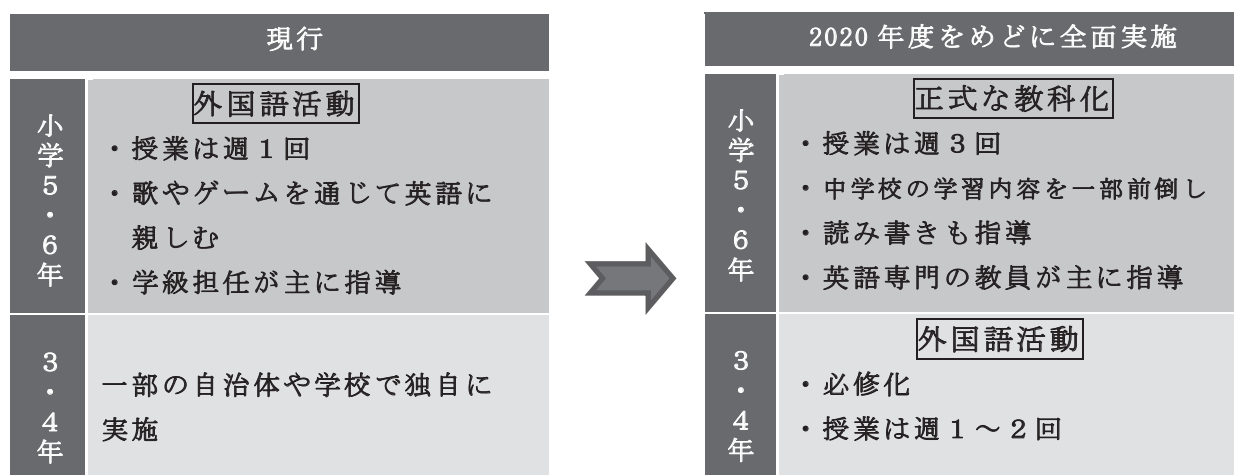 現行
小学5・6年
外国語活動
・授業は週1回
・歌やゲームを通じて英語に
親しむ
・学級担任が主に指導
3・4年
一部の自治体や学校で独自に
実施
2020年度をめどに全面実施
小学5・6年
正式な教科化
・授業は週3回
・中学校の学習内容を一部前倒し
・読み書きも指導
・英語専門の教員が主に指導
3・4年
外国語活動
・必修化
・授業は週1〜2回